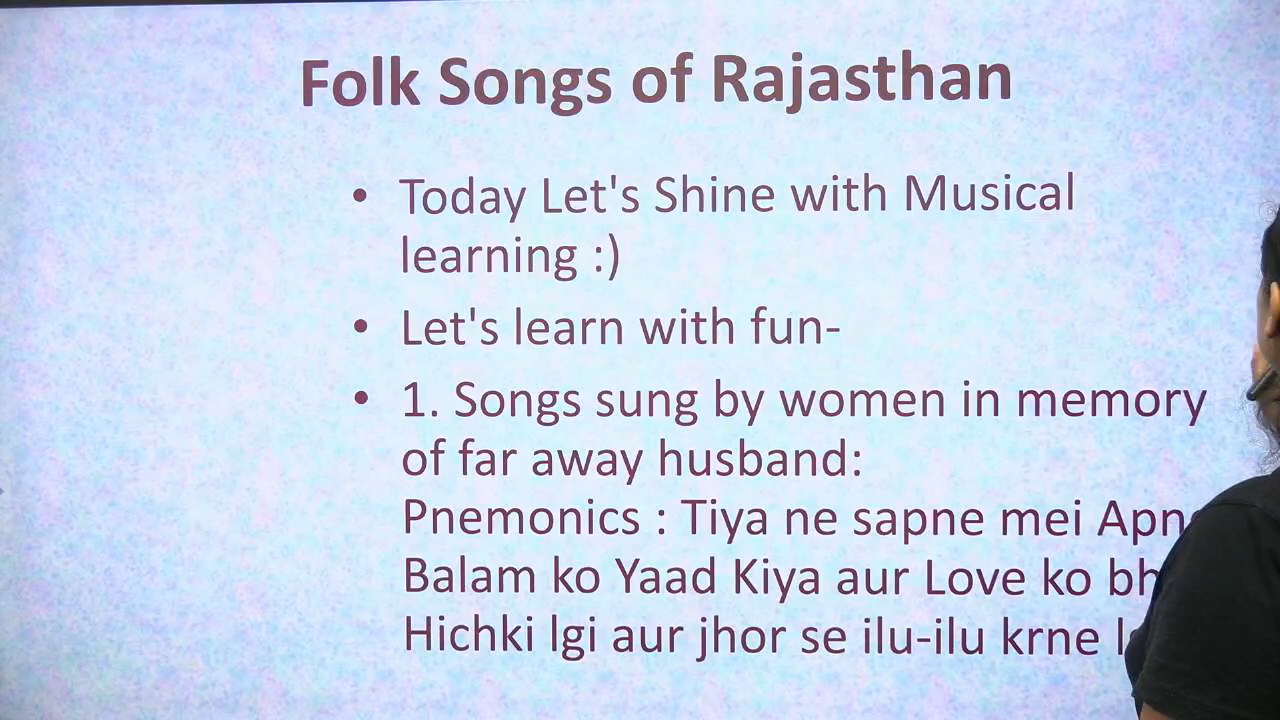 Folk Songs of Rajasthan
• Today Let's Shine with Musical
learning :)
• Let's learn with fun-
• 1. Songs sung by women in memory
of far away husband:
Pnemonics : Tiya ne sapne mei
Balam ko Yaad Kiya aur Love ko
Hichki lgi aur jhor se ilu-ilu krne